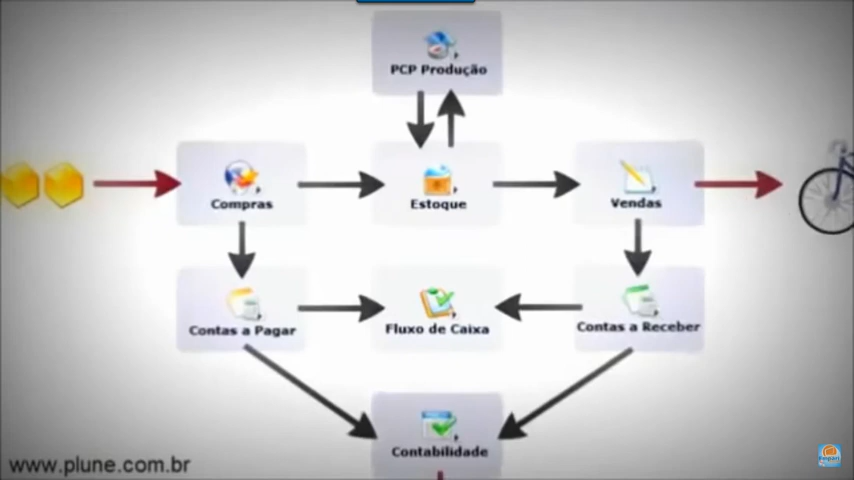 PCP Produção
Compras
Estoque
Vendas
Contas a Pagar
Fluxo de Caixa
Contas a Receber
Contabilidade
www.plune.com.br